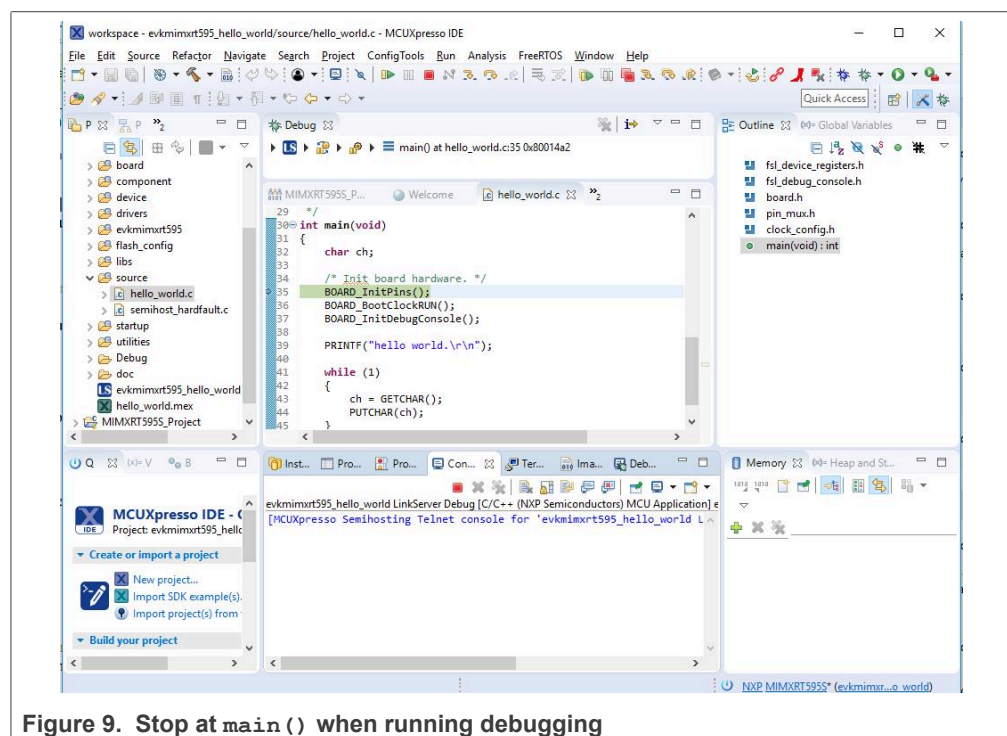 workspace - evkmimxrt595_hello_world/source/hello_world.c - MCUXpresso IDE
File Edit Source Refactor Navigate Search Project ConfigTools Run Analysis FreeRTOS Window Help
Quick Access
P P »2
Debug
Outline (x)= Global Variables
main() at hello_world.c:35 0x80014a2
board
component
device
drivers
evkmimxrt595
flash_config
libs
source
hello_world.c
semihost_hardfault.c
startup
utilities
Debug
doc
evkmimxrt595_hello_world
hello_world.mex
MIMXRT595S_Project
MIMXRT595S_P... Welcome hello_world.c »2
29 */
30 int main(void)
31 {
32 char ch;
33
34 /* Init board hardware. */
35 BOARD_InitPins();
36 BOARD_BootClockRUN();
37 BOARD_InitDebugConsole();
38
39 PRINTF("hello world.\r\n");
40
41 while (1)
42 {
43 ch = GETCHAR();
44 PUTCHAR(ch);
45 }
fsl_device_registers.h
fsl_debug_console.h
board.h
pin_mux.h
clock_config.h
main(void) : int
Q (x)= V B
MCUXpresso IDE - 
IDE
Project: evkmimxrt595_hellc
Create or import a project
New project...
Import SDK example(s).
Import project(s) from
Build your project
Inst... Pro... Pro... Con... Ter... Ima... Deb...
evkmimxrt595_hello_world LinkServer Debug [C/C++ (NXP Semiconductors) MCU Application] e
[MCUXpresso Semihosting Telnet console for 'evkmimxrt595_hello_world L
Memory Heap and St...
NXP MIMXRT595S* (evkmimxr...o_world)
Figure 9. Stop at main() when running debugging